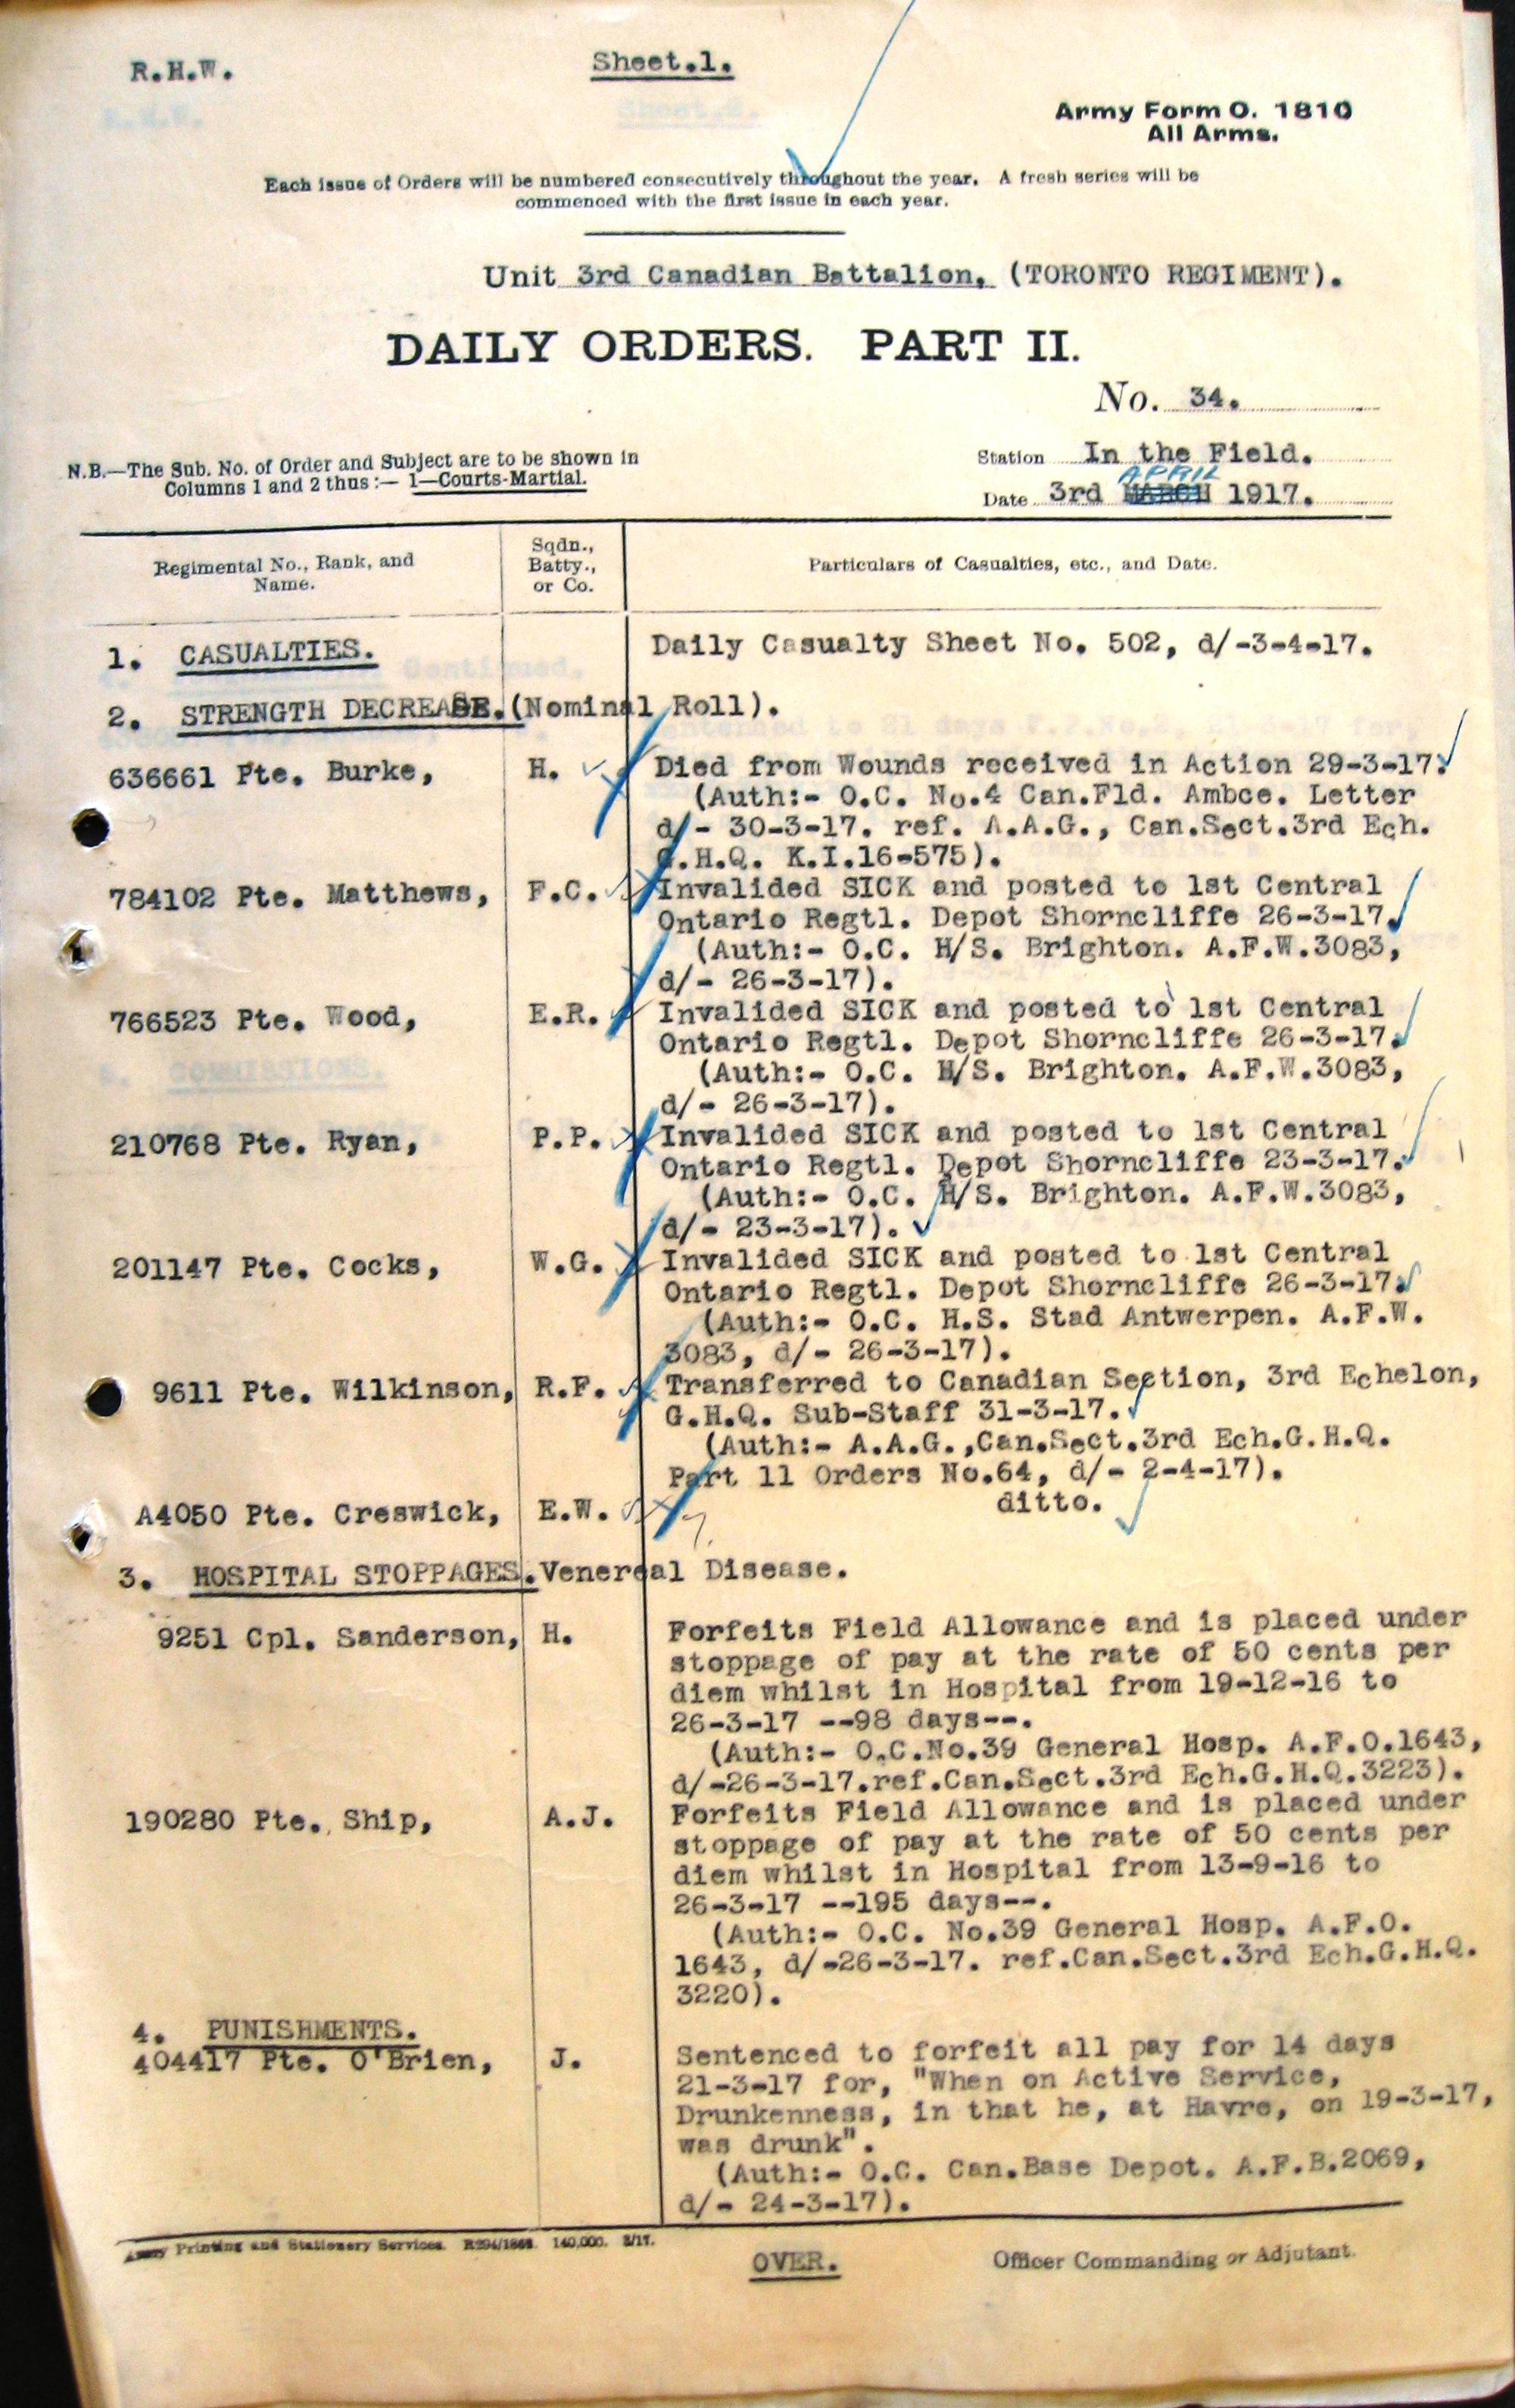 R.H.W.
Sheet.1.
Army Form O. 1810
All Arms.
Each issue of Orders will be numbered consecutively throughout the year. A fresh series will be
commenced with the first issue in each year.
Unit 3rd Canadian Battalion. (TORONTO REGIMENT).
DAILY ORDERS. PART II.
No. 34.
N.B.—The Sub. No. of Order and Subject are to be shown in
Columns 1 and 2 thus:— 1—Courts-Martial.
Station In the Field.
APRIL
Date 3rd MARCH 1917.
Regimental No., Rank, and
Name.
Sqdn.,
Batty.,
or Co.
Particulars of Casualties, etc., and Date.
1. CASUALTIES. Daily Casualty Sheet No. 502, d/-3-4-17.
2. STRENGTH DECREASE.(Nominal Roll).
636661 Pte. Burke, H. Died from Wounds received in Action 29-3-17.
(Auth:- O.C. No.4 Can.Fld. Ambce. Letter
d/- 30-3-17. ref. A.A.G., Can.Sect.3rd Ech.
G.H.Q. K.I.16-575).
784102 Pte. Matthews, F.C. Invalided SICK and posted to 1st Central
Ontario Regtl. Depot Shorncliffe 26-3-17.
(Auth:- O.C. H/S. Brighton. A.F.W.3083,
d/- 26-3-17).
766523 Pte. Wood, E.R. Invalided SICK and posted to 1st Central
Ontario Regtl. Depot Shorncliffe 26-3-17.
(Auth:- O.C. H/S. Brighton. A.F.W.3083,
d/- 26-3-17).
210768 Pte. Ryan, P.P. Invalided SICK and posted to 1st Central
Ontario Regtl. Depot Shorncliffe 23-3-17.
(Auth:- O.C. H/S. Brighton. A.F.W.3083,
d/- 23-3-17).
201147 Pte. Cocks, W.G. Invalided SICK and posted to 1st Central
Ontario Regtl. Depot Shorncliffe 26-3-17.
(Auth:- O.C. H.S. Stad Antwerpen. A.F.W.
3083, d/- 26-3-17).
9611 Pte. Wilkinson, R.F. Transferred to Canadian Section, 3rd Echelon,
G.H.Q. Sub-Staff 31-3-17.
(Auth:- A.A.G.,Can.Sect.3rd Ech.G.H.Q.
Part 11 Orders No.64, d/- 2-4-17).
A4050 Pte. Creswick, E.W. ditto.
3. HOSPITAL STOPPAGES.Venereal Disease.
9251 Cpl. Sanderson, H. Forfeits Field Allowance and is placed under
stoppage of pay at the rate of 50 cents per
diem whilst in Hospital from 19-12-16 to
26-3-17 --98 days--.
(Auth:- O.C.No.39 General Hosp. A.F.O.1643,
d/-26-3-17.ref.Can.Sect.3rd Ech.G.H.Q.3223).
190280 Pte. Ship, A.J. Forfeits Field Allowance and is placed under
stoppage of pay at the rate of 50 cents per
diem whilst in Hospital from 13-9-16 to
26-3-17 --195 days--.
(Auth:- O.C. No.39 General Hosp. A.F.O.
1643, d/-26-3-17. ref.Can.Sect.3rd Ech.G.H.Q.
3220).
4. PUNISHMENTS.
404417 Pte. O'Brien, J. Sentenced to forfeit all pay for 14 days
21-3-17 for, "When on Active Service,
Drunkenness, in that he, at Havre, on 19-3-17,
was drunk".
(Auth:- O.C. Can.Base Depot. A.F.B.2069,
d/- 24-3-17).
Army Printing and Stationery Services. 140,000. 2/17.
OVER.
Officer Commanding or Adjutant.